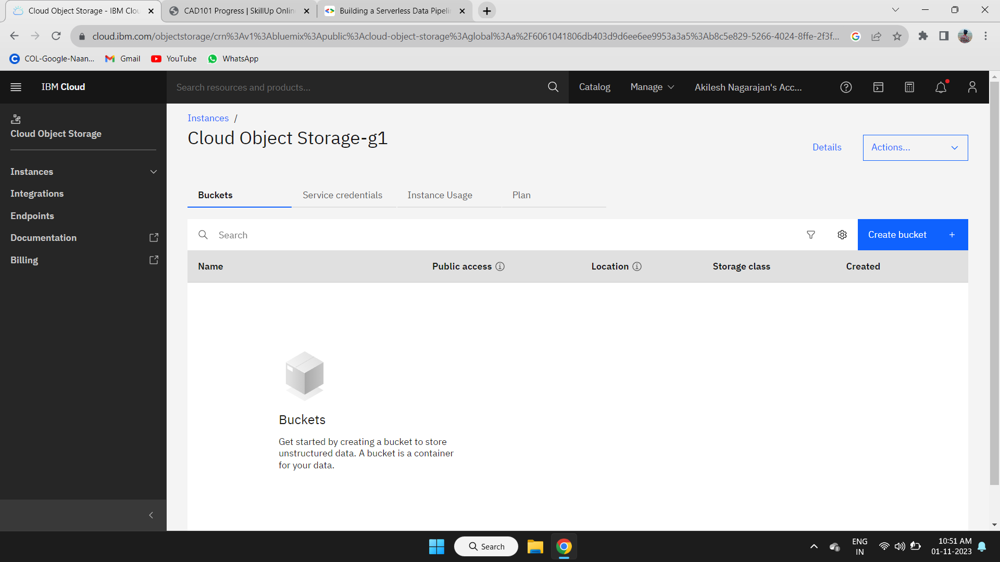 Cloud Object Storage - IBM Clou
CAD101 Progress | SkillUp Onlin
Building a Serverless Data Pipeli
cloud.ibm.com/objectstorage/crn%3Av1%3Abluemix%3Apublic%3Acloud-object-storage%3Aglobal%3Aa%2F6061041806db403d9d6ee6ee9953a3a5%3Ab8c5e829-5266-4024-8ffe-2f3f...
COL-Google-Naan...
Gmail
YouTube
WhatsApp
IBM Cloud
Search resources and products...
Catalog
Manage
Akilesh Nagarajan's Acc...
Cloud Object Storage
Instances
Integrations
Endpoints
Documentation
Billing
Instances /
Cloud Object Storage-g1
Details
Actions...
Buckets
Service credentials
Instance Usage
Plan
Search
Create bucket +
Name
Public access
Location
Storage class
Created
Buckets
Get started by creating a bucket to store
unstructured data. A bucket is a container
for your data.
Search
ENG
IN
10:51 AM
01-11-2023